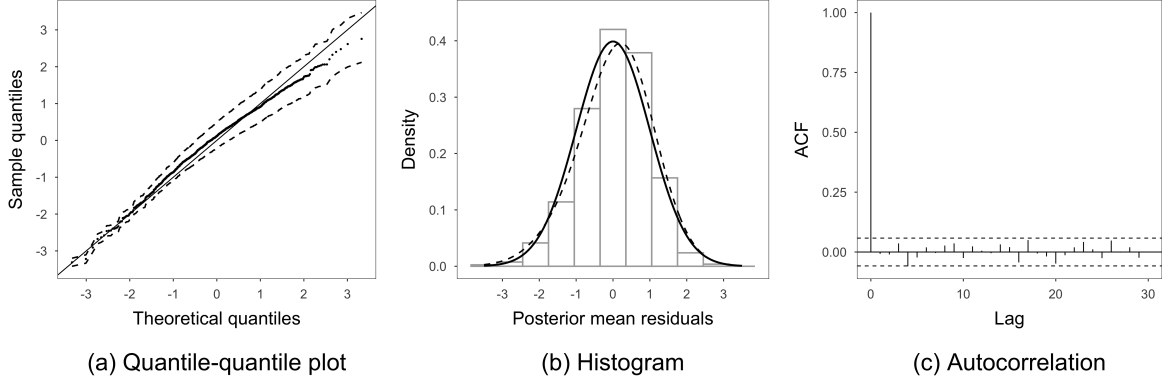 3
2
1
0
-1
-2
-3
Sample quantiles
-3 -2 -1 0 1 2 3
Theoretical quantiles
(a) Quantile-quantile plot
0.4
0.3
0.2
0.1
0.0
Density
-3 -2 -1 0 1 2 3
Posterior mean residuals
(b) Histogram
1.00
0.75
0.50
0.25
0.00
ACF
0 10 20 30
Lag
(c) Autocorrelation